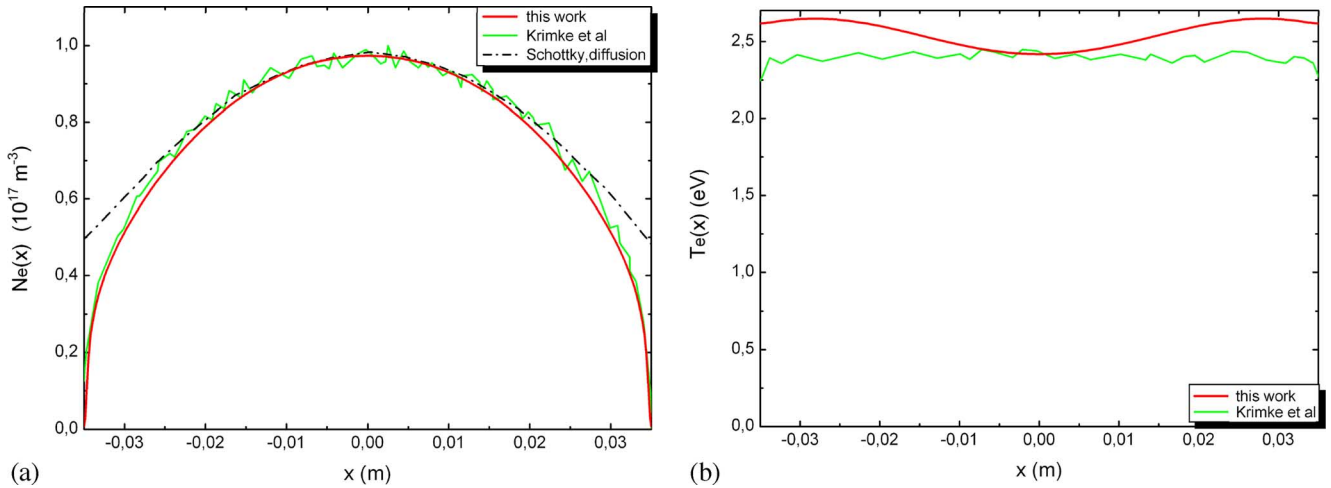 this work
Krimke et al
Schottky,diffusion
1,0
0,8
0,6
0,4
0,2
0,0
Ne(x) (10^17 m^-3)
-0,03 -0,02 -0,01 0,00 0,01 0,02 0,03
x (m)
(a)
2,5
2,0
1,5
1,0
0,5
0,0
Te(x) (eV)
this work
Krimke et al
-0,03 -0,02 -0,01 0,00 0,01 0,02 0,03
x (m)
(b)